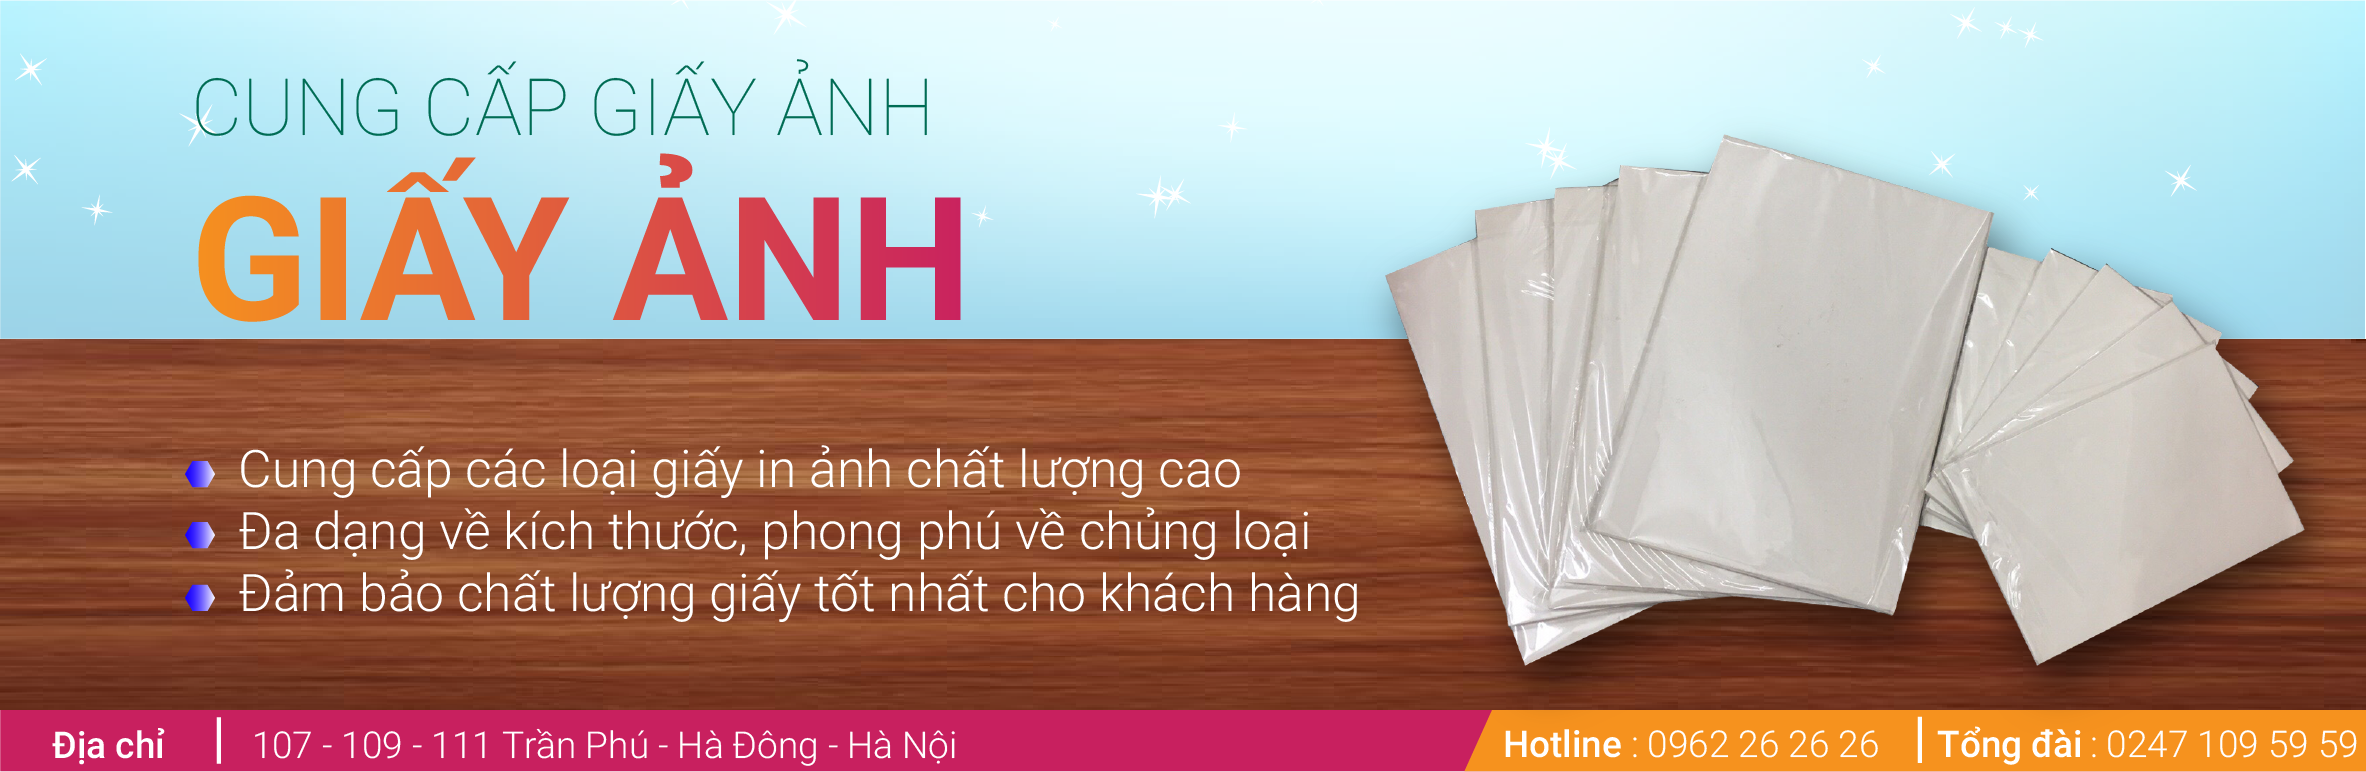 CUNG CẤP GIẤY ẢNH
GIẤY ẢNH
Cung cấp các loại giấy in ảnh chất lượng cao
Đa dạng về kích thước, phong phú về chủng loại
Đảm bảo chất lượng giấy tốt nhất cho khách hàng
Địa chỉ | 107 - 109 - 111 Trần Phú - Hà Đông - Hà Nội
Hotline : 0962 26 26 26 | Tổng đài : 0247 109 59 59